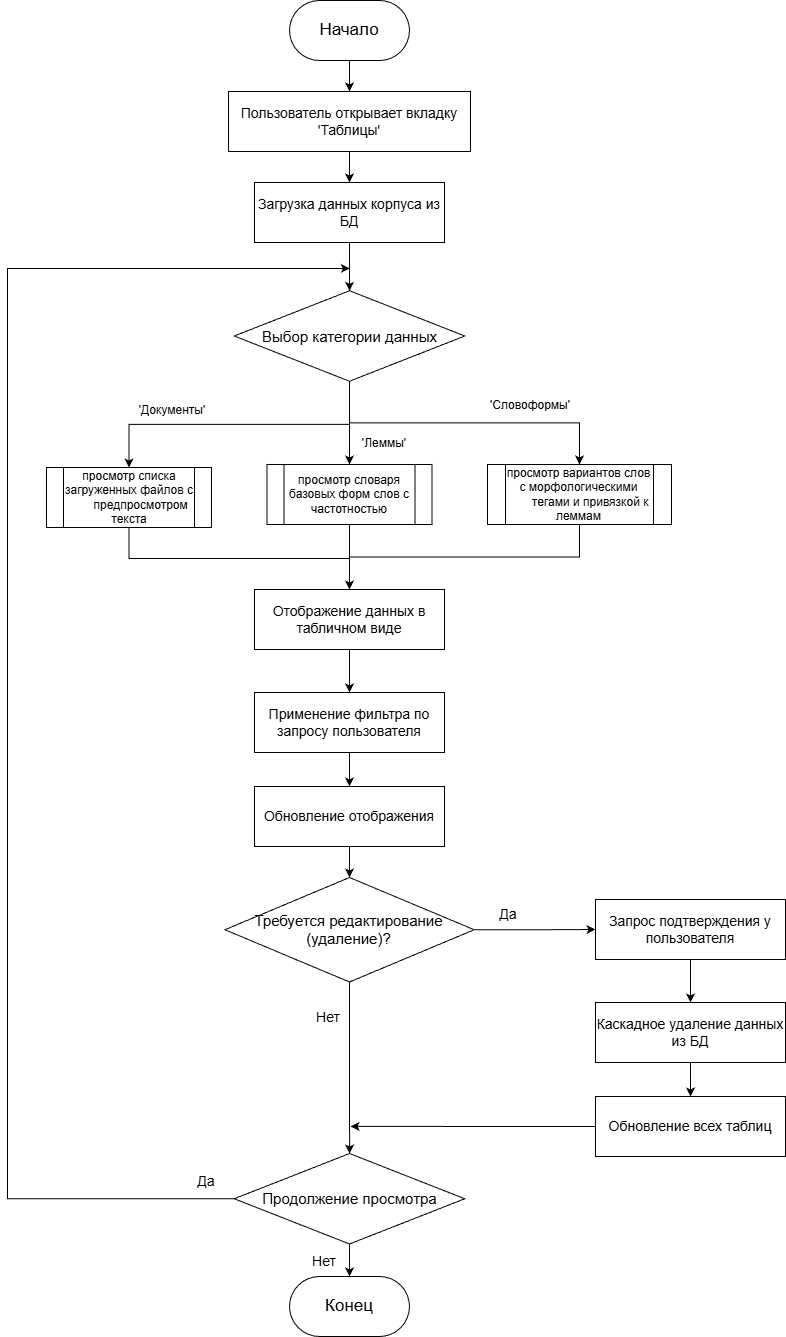 Начало
Пользователь открывает вкладку
'Таблицы'
Загрузка данных корпуса из
БД
Выбор категории данных
'Документы'
'Леммы'
'Словоформы'
просмотр списка
загруженных файлов с
предпросмотром
текста
просмотр словаря
базовых форм слов с
частотностью
просмотр вариантов слов
с морфологическими
тегами и привязкой к
леммам
Отображение данных в
табличном виде
Применение фильтра по
запросу пользователя
Обновление отображения
Требуется редактирование
(удаление)?
Да
Запрос подтверждения у
пользователя
Каскадное удаление данных
из БД
Обновление всех таблиц
Нет
Продолжение просмотра
Да
Нет
Конец